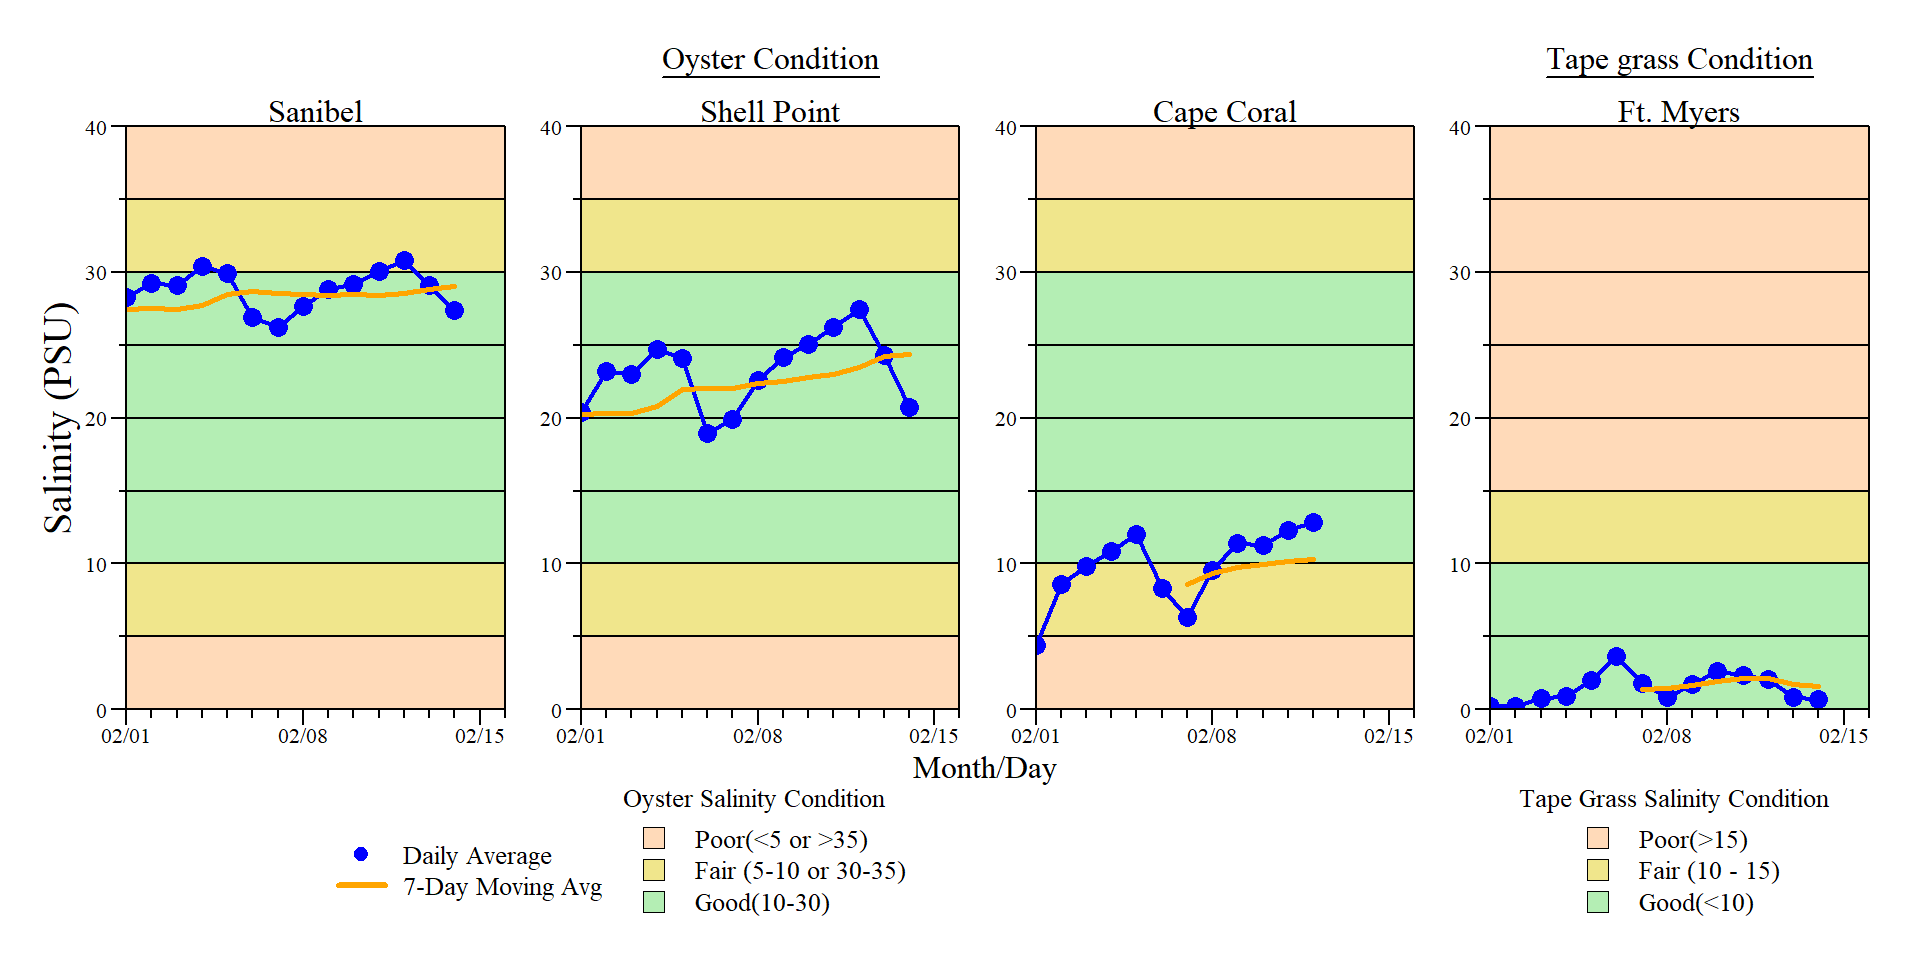 Oyster Condition
Tape grass Condition
Sanibel
Shell Point
Cape Coral
Ft. Myers
Salinity (PSU)
40
30
20
10
0
02/01
02/08
02/15
40
30
20
10
0
02/01
02/08
02/15
40
30
20
10
0
02/01
02/08
02/15
40
30
20
10
0
02/01
02/08
02/15
Month/Day
Daily Average
7-Day Moving Avg
Oyster Salinity Condition
Poor(<5 or >35)
Fair (5-10 or 30-35)
Good(10-30)
Tape Grass Salinity Condition
Poor(>15)
Fair (10 - 15)
Good(<10)